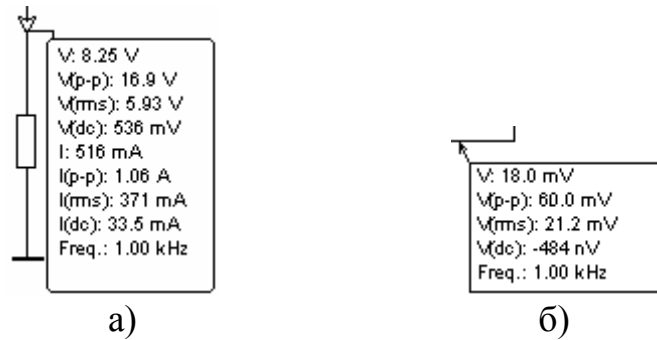 V: 8.25 V
V(p-p): 16.9 V
V(rms): 5.93 V
V(dc): 536 mV
I: 516 mA
I(p-p): 1.06 A
I(rms): 371 mA
I(dc): 33.5 mA
Freq.: 1.00 kHz
V: 18.0 mV
V(p-p): 60.0 mV
V(rms): 21.2 mV
V(dc): -484 nV
Freq.: 1.00 kHz
а)
б)